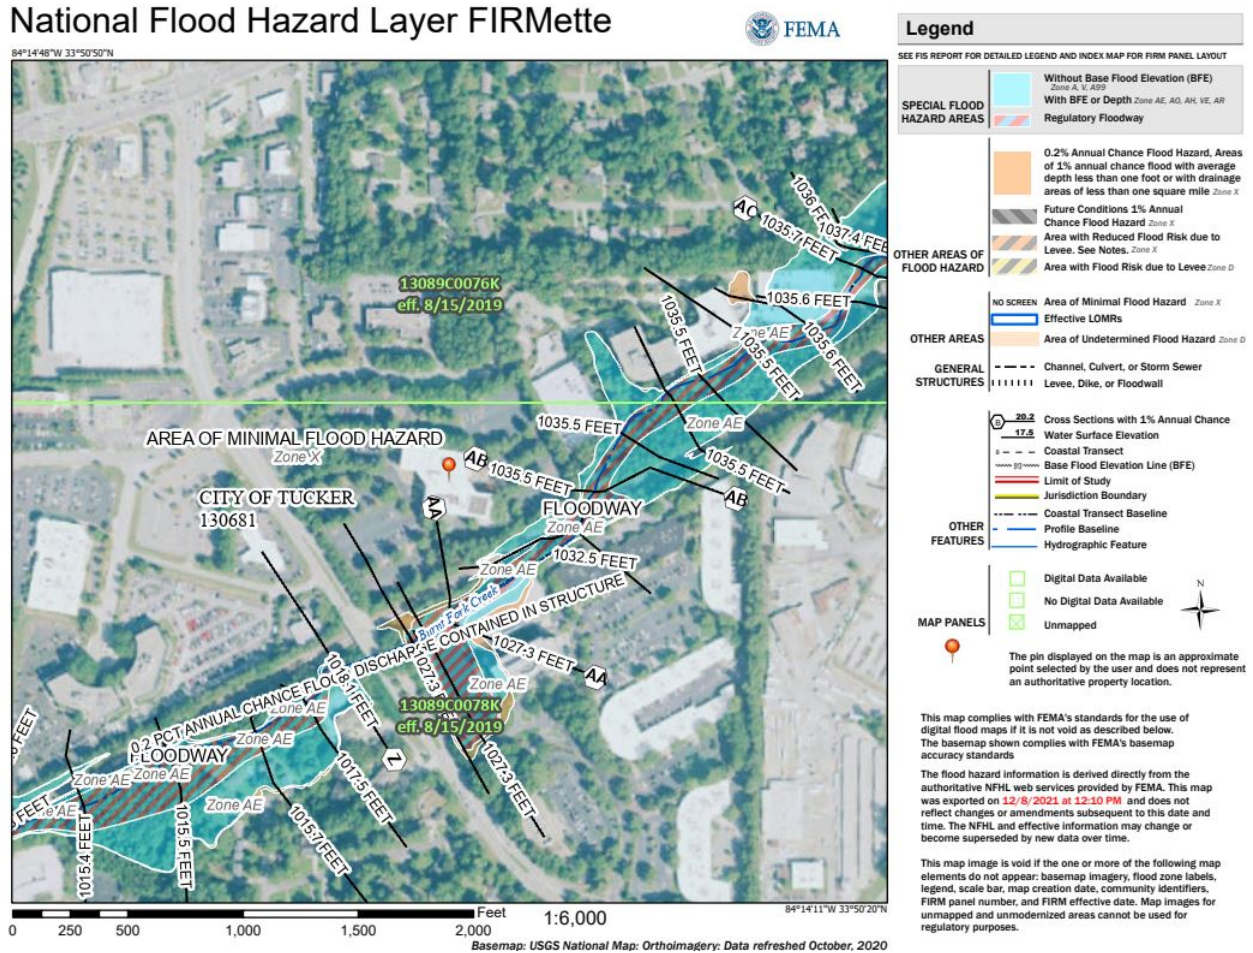 National Flood Hazard Layer FIRMette
FEMA
84°14'48"W 33°50'50"N
1036 FE
AC 1035.7 FEET
1037.4 FEE
13089C0076K
eff. 8/15/2019
1035.6 FEET
Zone AE
1035.5 FEET
1035.5 FEET
1035.6 FEET
1035.5 FEET
Zone AE
AREA OF MINIMAL FLOOD HAZARD
Zone X
AB 1035.5 FEET
1035.5 FEET
AB
CITY OF TUCKER
130681
AA
FLOODWAY
Zone AE
1032.5 FEET
Zone AE
Burnt Fork Creek
0.2 PCT ANNUAL CHANCE FLOOD DISCHARGE CONTAINED IN STRUCTURE
1027.3 FEET
AA
1018.1 FEET
1027.3
Zone AE
13089C0078K
eff. 8/15/2019
Zone AE
Zone AE
FLOODWAY
Z
Zone AE
Zone AE
Zone AE
FEET
FEET
1015.4 FEET
1015.5 FEET
1015.7 FEET
1017.5 FEET
1027.3 FEET
84°14'11"W 33°50'20"N
Feet
1:6,000
0 250 500 1,000 1,500 2,000
Basemap: USGS National Map: Orthoimagery: Data refreshed October, 2020
Legend
SEE FIS REPORT FOR DETAILED LEGEND AND INDEX MAP FOR FIRM PANEL LAYOUT
SPECIAL FLOOD
HAZARD AREAS
Without Base Flood Elevation (BFE)
Zone A, V, A99
With BFE or Depth Zone AE, AO, AH, VE, AR
Regulatory Floodway
OTHER AREAS OF
FLOOD HAZARD
0.2% Annual Chance Flood Hazard, Areas
of 1% annual chance flood with average
depth less than one foot or with drainage
areas of less than one square mile Zone X
Future Conditions 1% Annual
Chance Flood Hazard Zone X
Area with Reduced Flood Risk due to
Levee. See Notes. Zone X
Area with Flood Risk due to Levee Zone D
OTHER AREAS
NO SCREEN Area of Minimal Flood Hazard Zone X
Effective LOMRs
Area of Undetermined Flood Hazard Zone D
GENERAL
STRUCTURES
Channel, Culvert, or Storm Sewer
Levee, Dike, or Floodwall
OTHER
FEATURES
B 20.2 Cross Sections with 1% Annual Chance
17.5 Water Surface Elevation
8 Coastal Transect
513 Base Flood Elevation Line (BFE)
Limit of Study
Jurisdiction Boundary
Coastal Transect Baseline
Profile Baseline
Hydrographic Feature
MAP PANELS
Digital Data Available
No Digital Data Available
Unmapped
N
The pin displayed on the map is an approximate
point selected by the user and does not represent
an authoritative property location.
This map complies with FEMA's standards for the use of
digital flood maps if it is not void as described below.
The basemap shown complies with FEMA's basemap
accuracy standards
The flood hazard information is derived directly from the
authoritative NFHL web services provided by FEMA. This map
was exported on 12/8/2021 at 12:10 PM and does not
reflect changes or amendments subsequent to this date and
time. The NFHL and effective information may change or
become superseded by new data over time.
This map image is void if the one or more of the following map
elements do not appear: basemap imagery, flood zone labels,
legend, scale bar, map creation date, community identifiers,
FIRM panel number, and FIRM effective date. Map images for
unmapped and unmodernized areas cannot be used for
regulatory purposes.